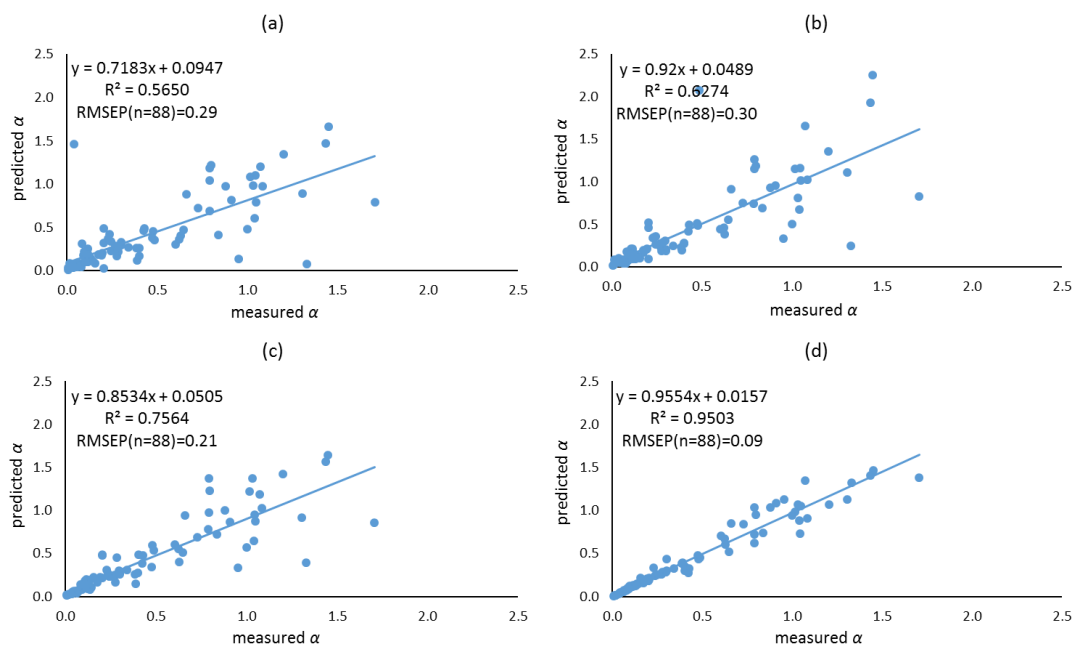 (a)
2.5
2.0
1.5
1.0
0.5
0.0
predicted α
y = 0.7183x + 0.0947
R² = 0.5650
RMSEP(n=88)=0.29
0.0 0.5 1.0 1.5 2.0 2.5
measured α
(b)
2.5
2.0
1.5
1.0
0.5
0.0
predicted α
y = 0.92x + 0.0489
R² = 0.6274
RMSEP(n=88)=0.30
0.0 0.5 1.0 1.5 2.0 2.5
measured α
(c)
2.5
2.0
1.5
1.0
0.5
0.0
predicted α
y = 0.8534x + 0.0505
R² = 0.7564
RMSEP(n=88)=0.21
0.0 0.5 1.0 1.5 2.0 2.5
measured α
(d)
2.5
2.0
1.5
1.0
0.5
0.0
predicted α
y = 0.9554x + 0.0157
R² = 0.9503
RMSEP(n=88)=0.09
0.0 0.5 1.0 1.5 2.0 2.5
measured α